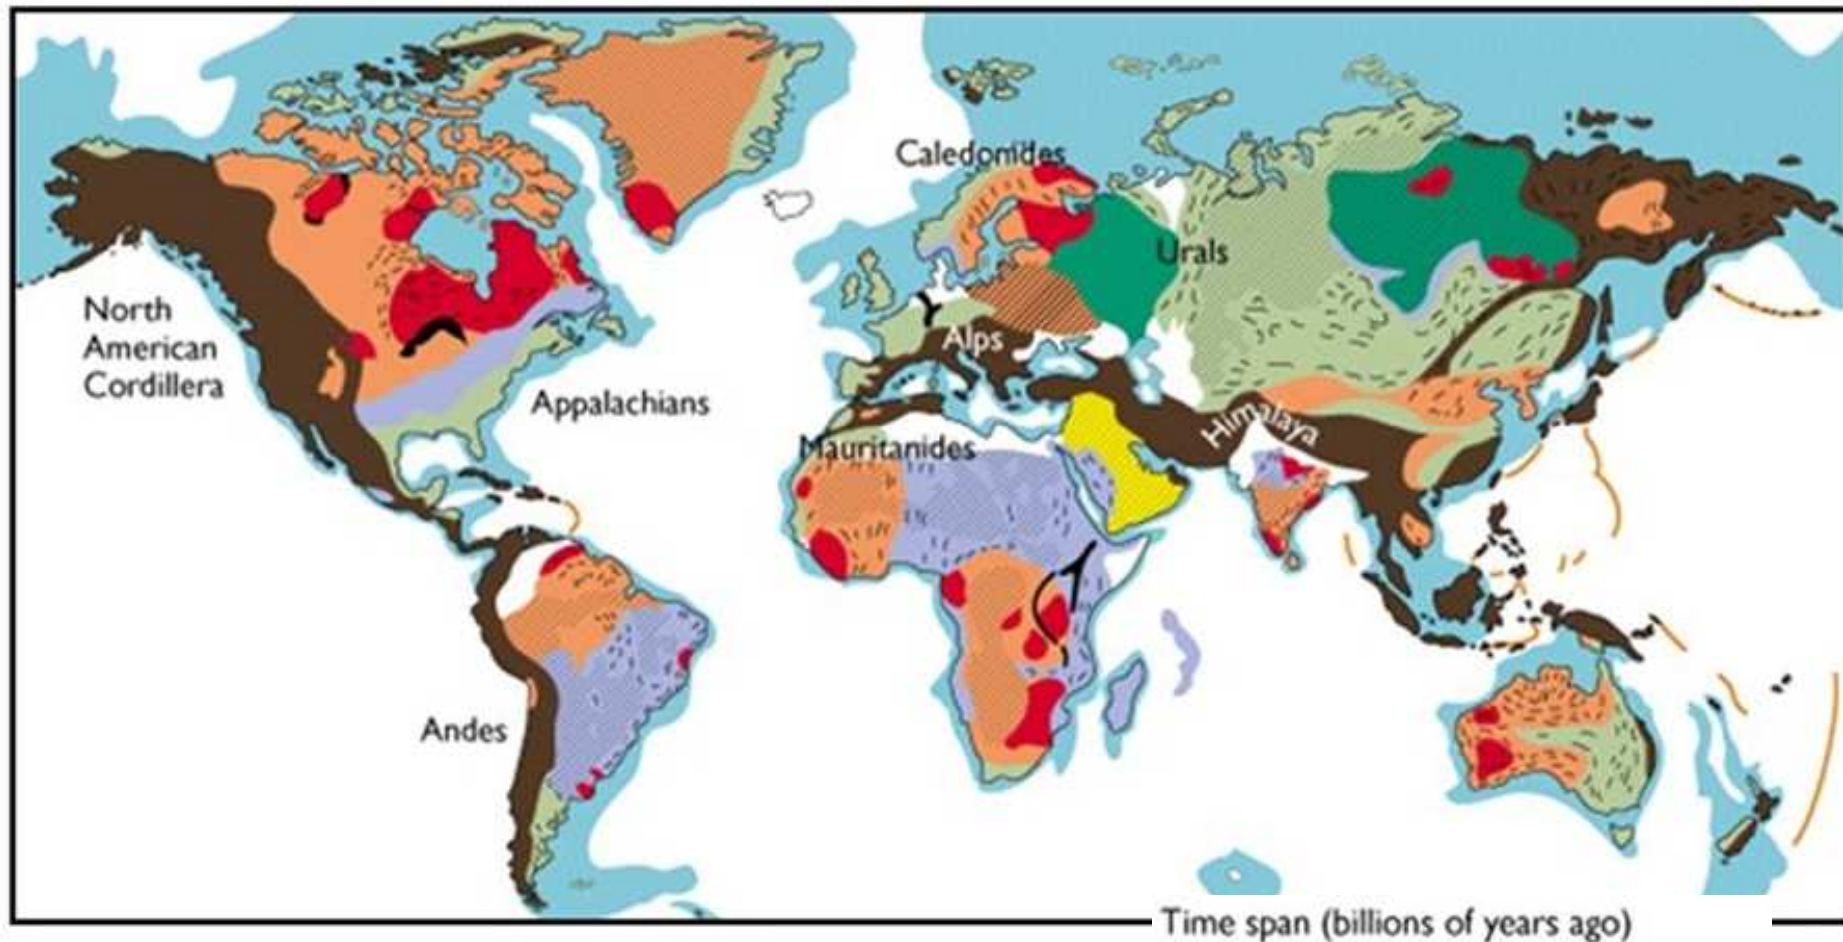 Caledonides
Urals
North
American
Cordillera
Alps
Appalachians
Himalaya
Mauritanides
Andes
Time span (billions of years ago)